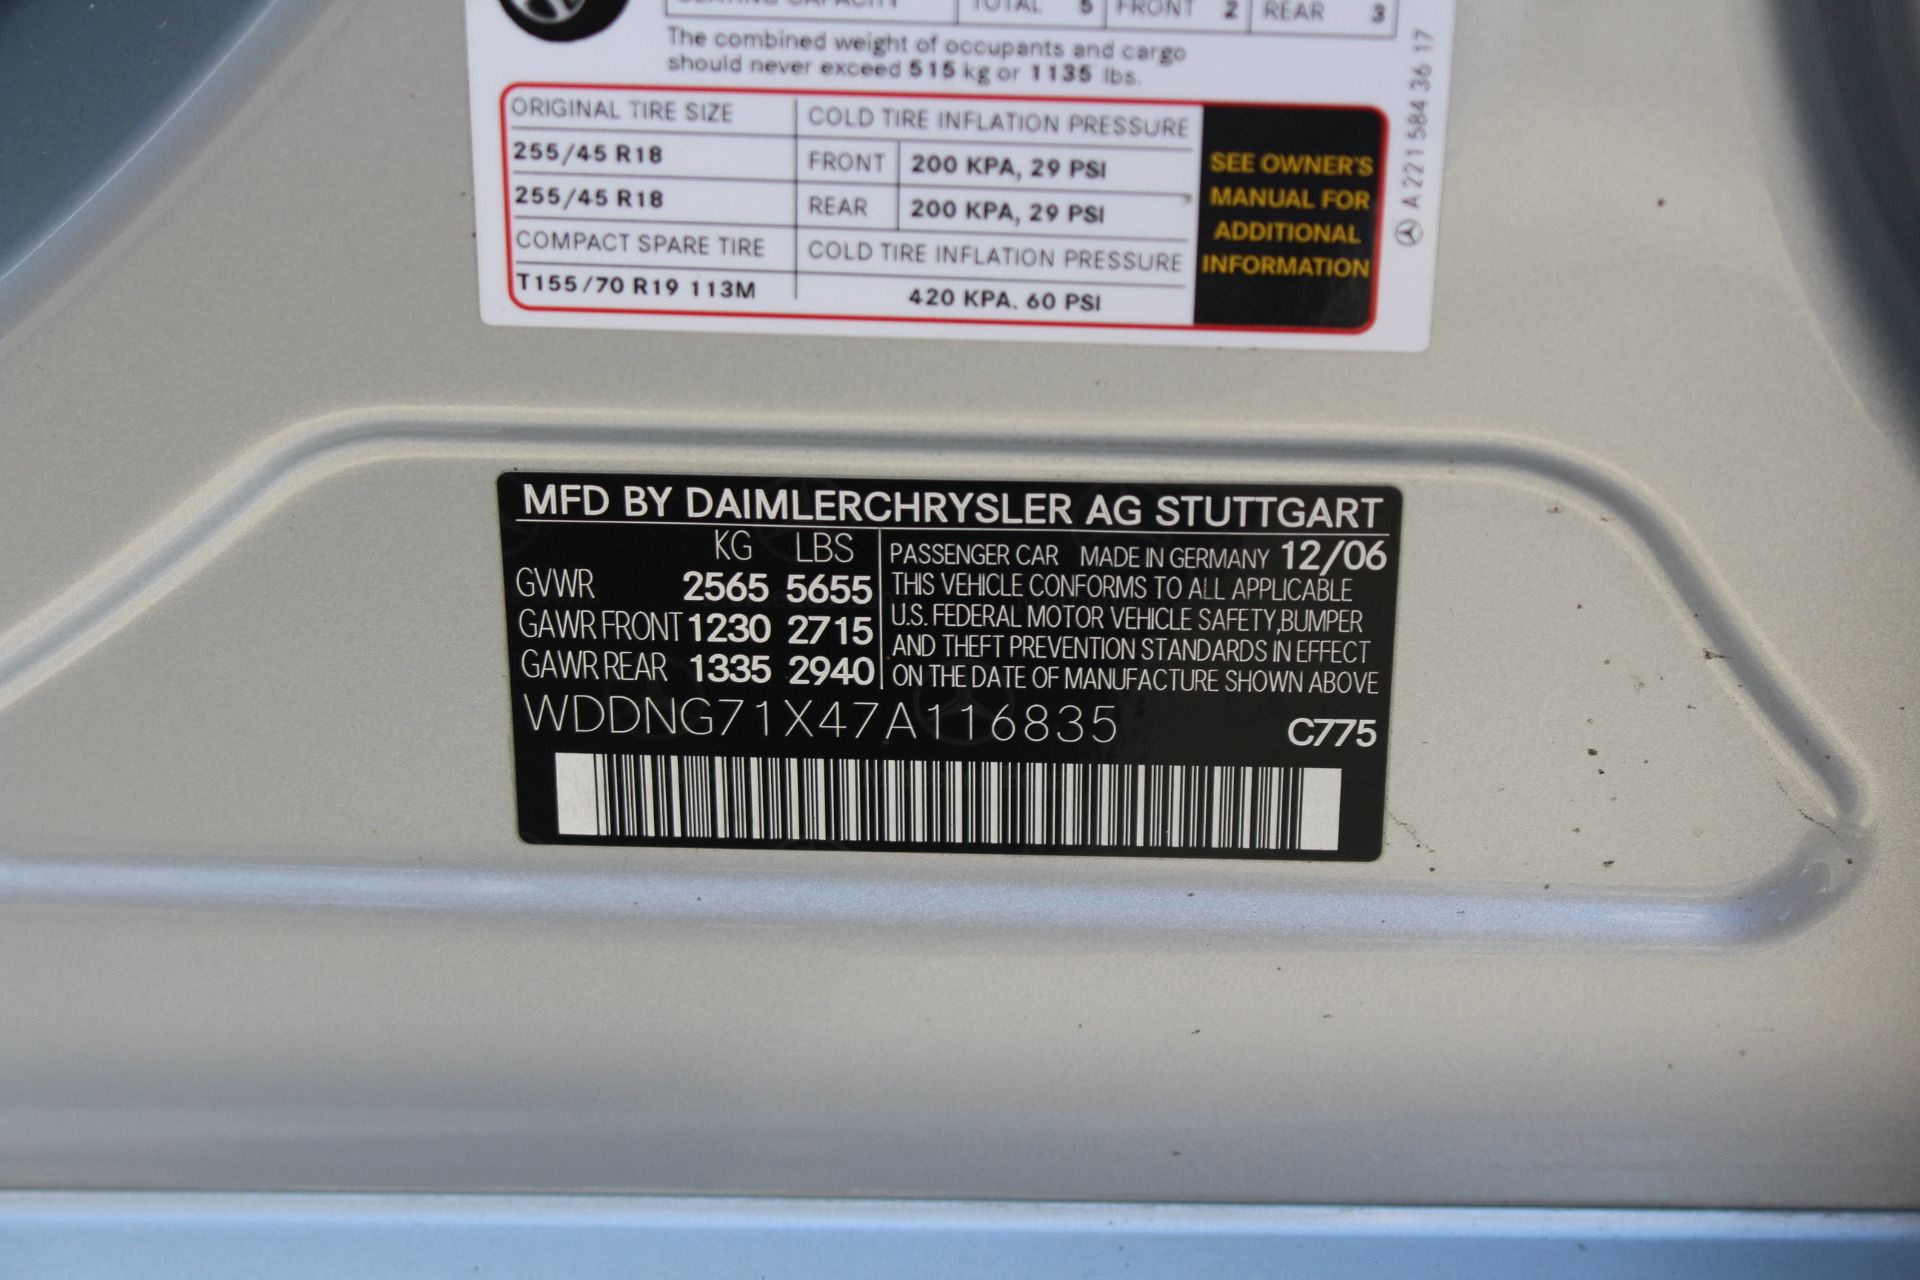 SEATING CAPACITY TOTAL 5 FRONT 2 REAR 3
The combined weight of occupants and cargo
should never exceed 515 kg or 1135 lbs.
ORIGINAL TIRE SIZE COLD TIRE INFLATION PRESSURE
255/45 R18 FRONT 200 KPA, 29 PSI
255/45 R18 REAR 200 KPA, 29 PSI
COMPACT SPARE TIRE COLD TIRE INFLATION PRESSURE
T155/70 R19 113M 420 KPA. 60 PSI
SEE OWNER'S
MANUAL FOR
ADDITIONAL
INFORMATION
A 221 584 36 17
MFD BY DAIMLERCHRYSLER AG STUTTGART
KG LBS
GVWR 2565 5655
GAWR FRONT 1230 2715
GAWR REAR 1335 2940
PASSENGER CAR MADE IN GERMANY 12/06
THIS VEHICLE CONFORMS TO ALL APPLICABLE
U.S. FEDERAL MOTOR VEHICLE SAFETY,BUMPER
AND THEFT PREVENTION STANDARDS IN EFFECT
ON THE DATE OF MANUFACTURE SHOWN ABOVE
WDDNG71X47A116835
C775